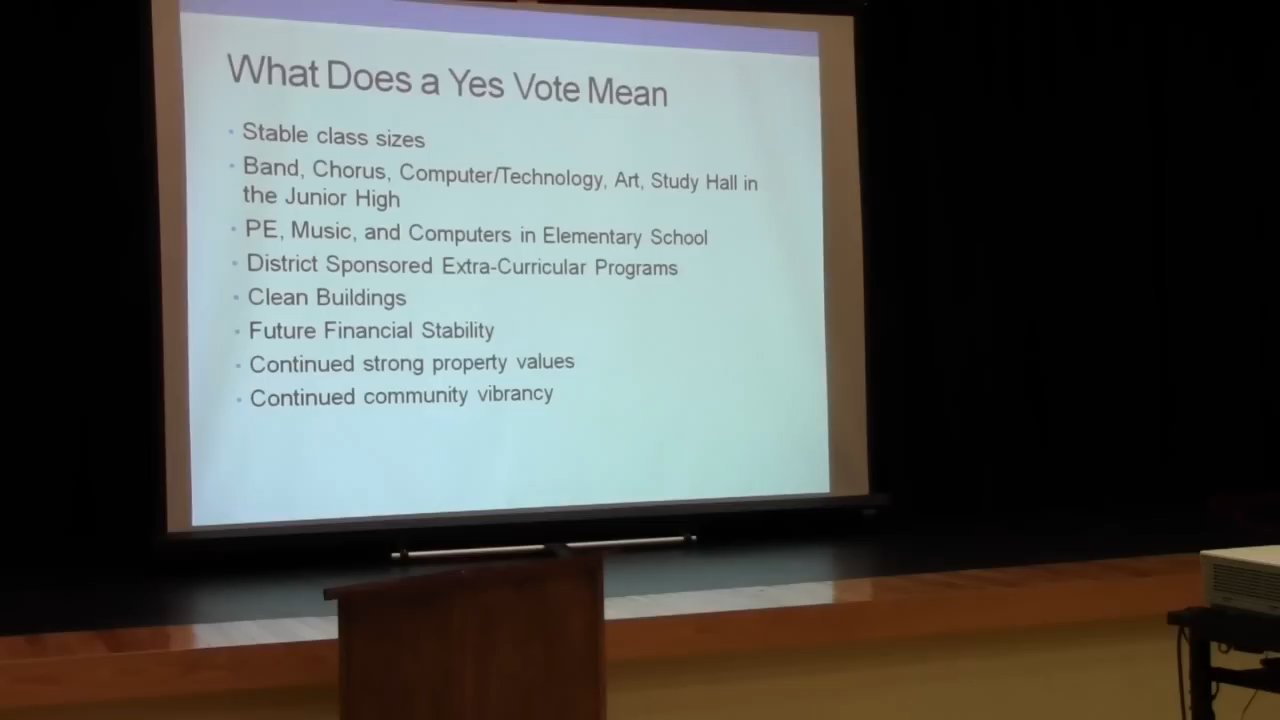 What Does a Yes Vote Mean
• Stable class sizes
• Band, Chorus, Computer/Technology, Art, Study Hall in
the Junior High
• PE, Music, and Computers in Elementary School
• District Sponsored Extra-Curricular Programs
• Clean Buildings
• Future Financial Stability
• Continued strong property values
• Continued community vibrancy